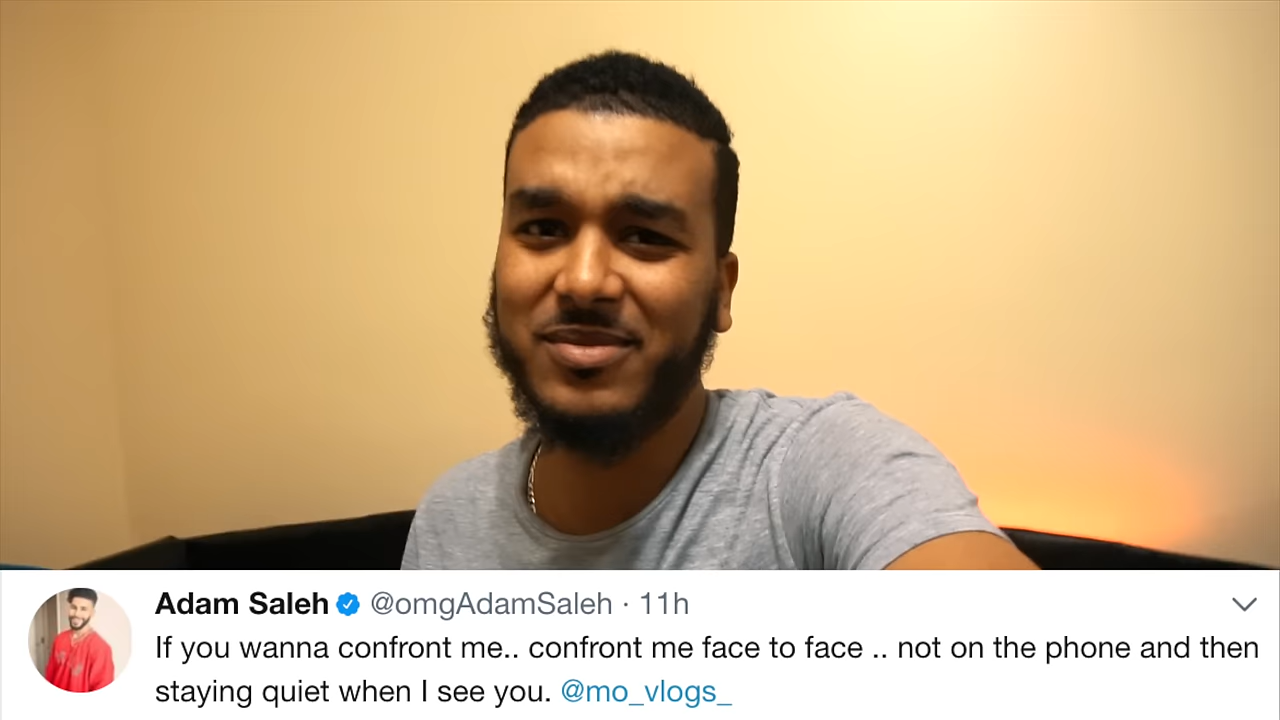 Adam Saleh @omgAdamSaleh · 11h
If you wanna confront me.. confront me face to face .. not on the phone and then
staying quiet when I see you. @mo_vlogs_